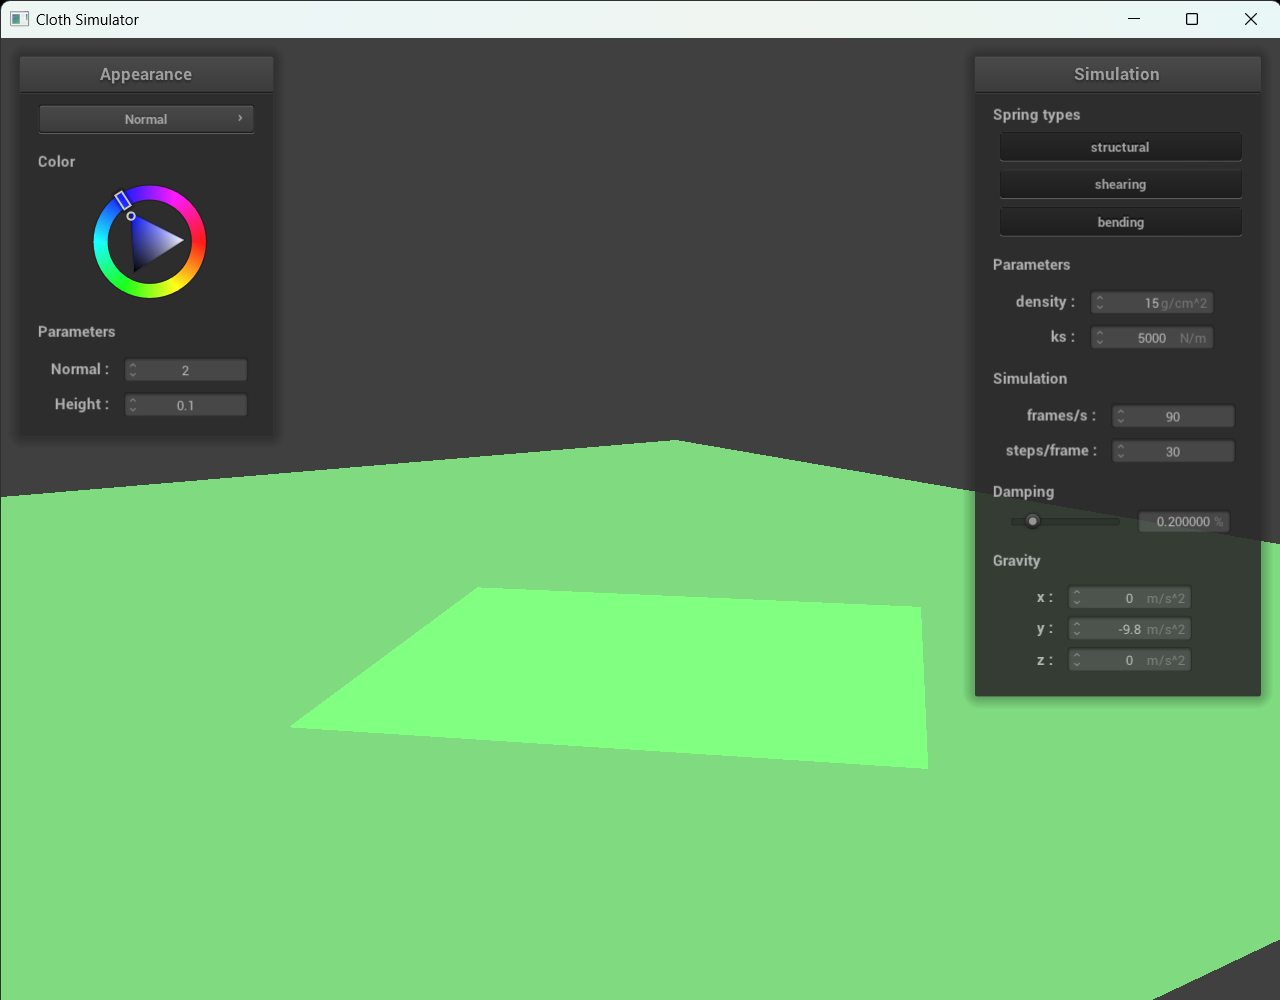 Cloth Simulator
Appearance
Normal
Color
Parameters
Normal : 2
Height : 0.1
Simulation
Spring types
structural
shearing
bending
Parameters
density : 15 g/cm^2
ks : 5000 N/m
Simulation
frames/s : 90
steps/frame : 30
Damping
0.200000 %
Gravity
x : 0 m/s^2
y : -9.8 m/s^2
z : 0 m/s^2